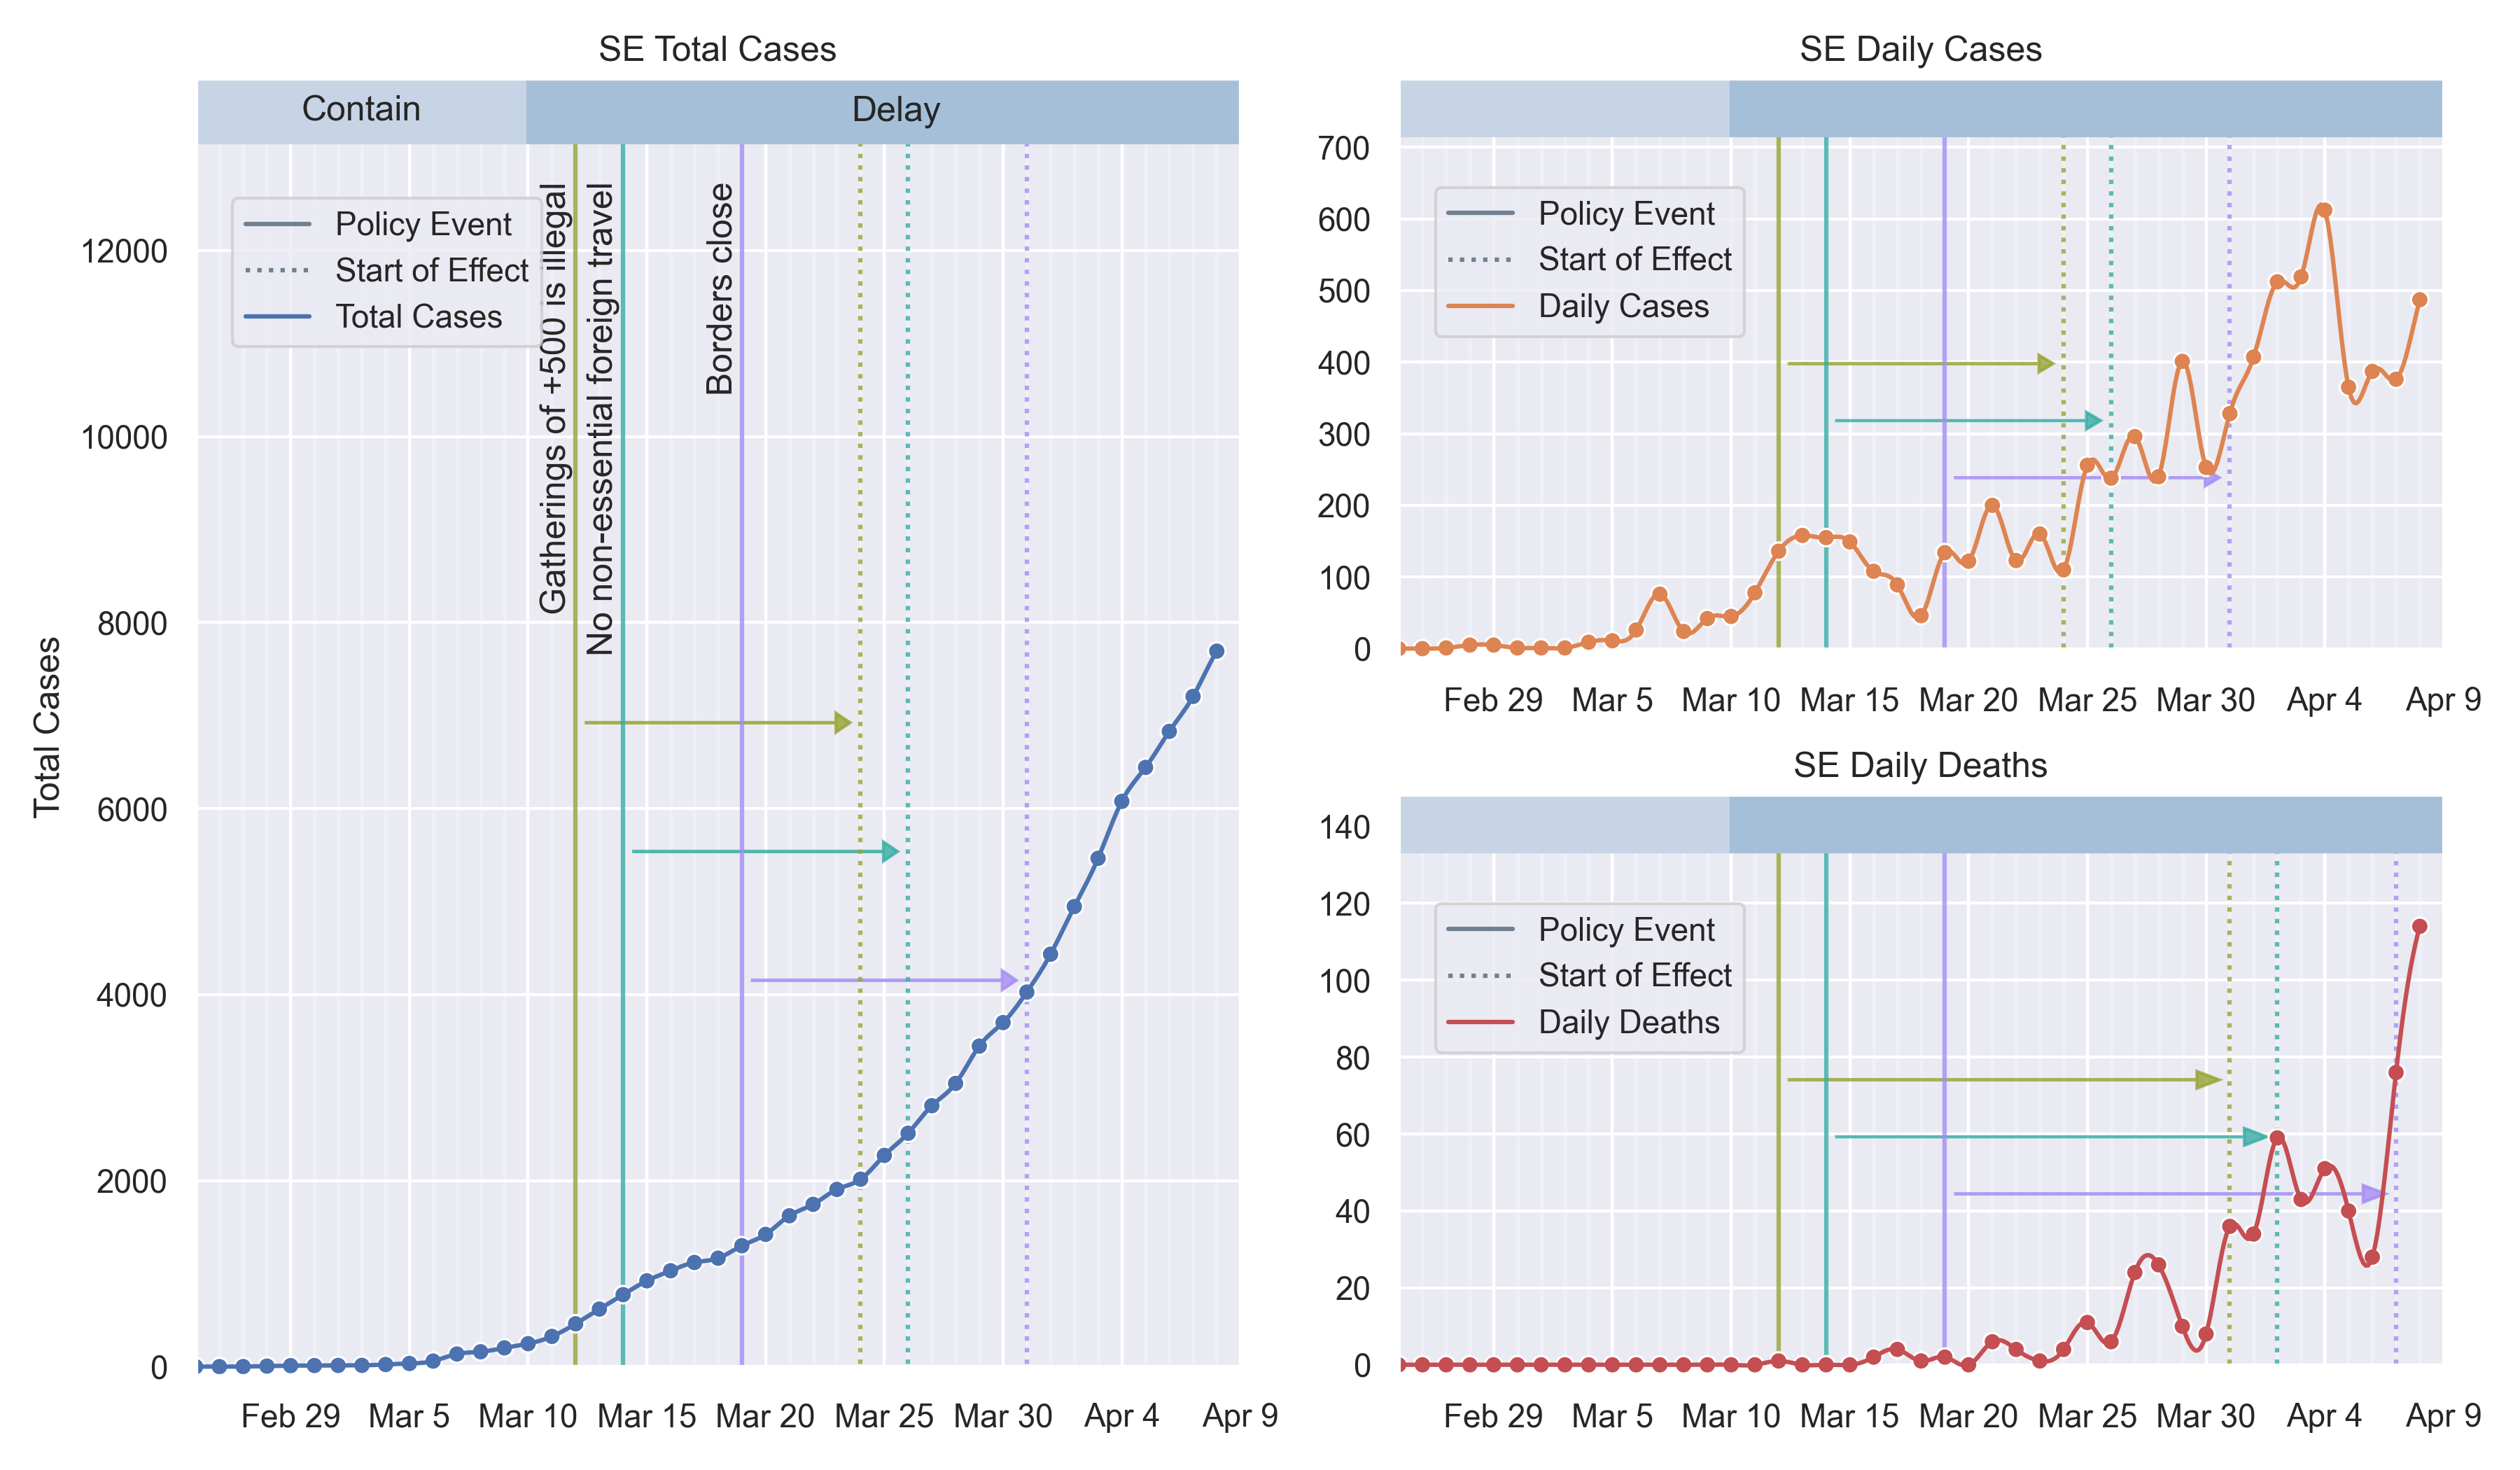 SE Total Cases
Contain
Delay
Policy Event
Start of Effect
Total Cases
Gatherings of +500 is illegal
No non-essential foreign travel
Borders close
Total Cases
12000
10000
8000
6000
4000
2000
0
Feb 29 Mar 5 Mar 10 Mar 15 Mar 20 Mar 25 Mar 30 Apr 4 Apr 9
SE Daily Cases
700
600
500
400
300
200
100
0
Policy Event
Start of Effect
Daily Cases
Feb 29 Mar 5 Mar 10 Mar 15 Mar 20 Mar 25 Mar 30 Apr 4 Apr 9
SE Daily Deaths
140
120
100
80
60
40
20
0
Policy Event
Start of Effect
Daily Deaths
Feb 29 Mar 5 Mar 10 Mar 15 Mar 20 Mar 25 Mar 30 Apr 4 Apr 9